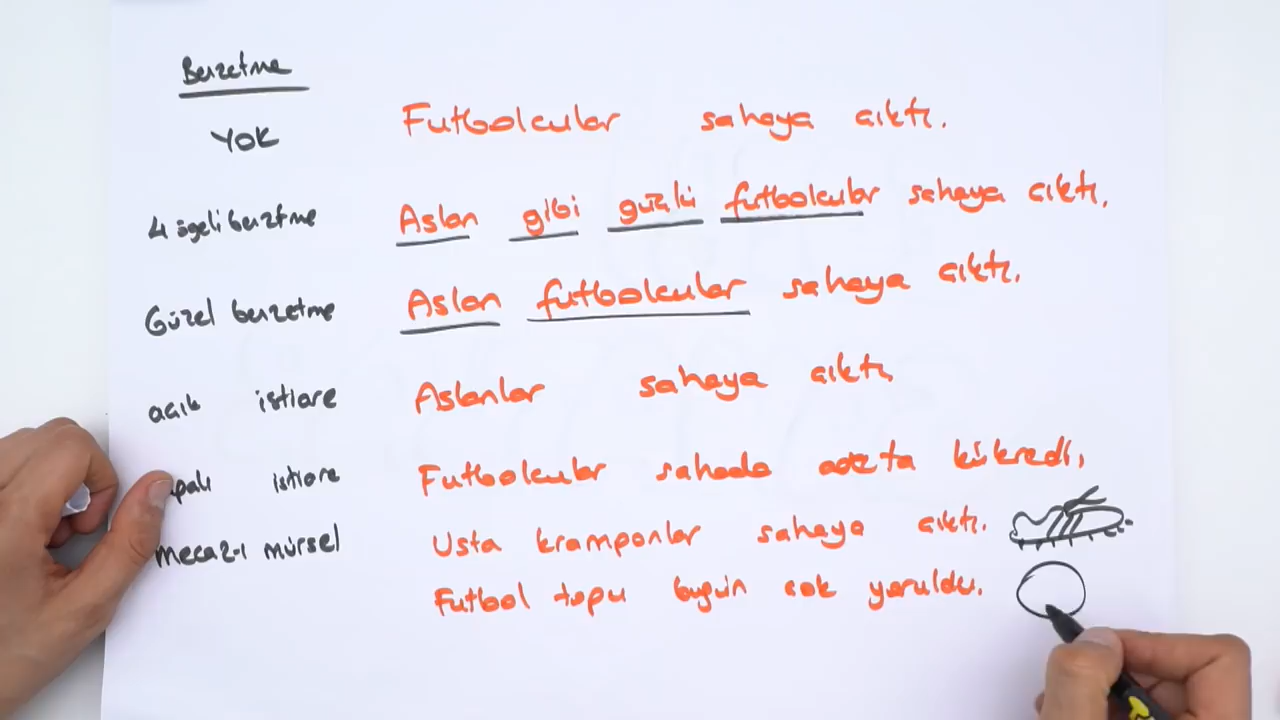 Benzetme
Yok Futbolcular sahaya çıktı.
4 ögeli benzetme Aslan gibi güçlü futbolcular sahaya çıktı.
Güzel benzetme Aslan futbolcular sahaya çıktı.
açık istiare Aslanlar sahaya çıktı.
palı istiare Futbolcular sahada adeta kükredi.
mecaz-ı mürsel Usta kramponlar sahaya çıktı.
Futbol topu bugün çok yoruldu.